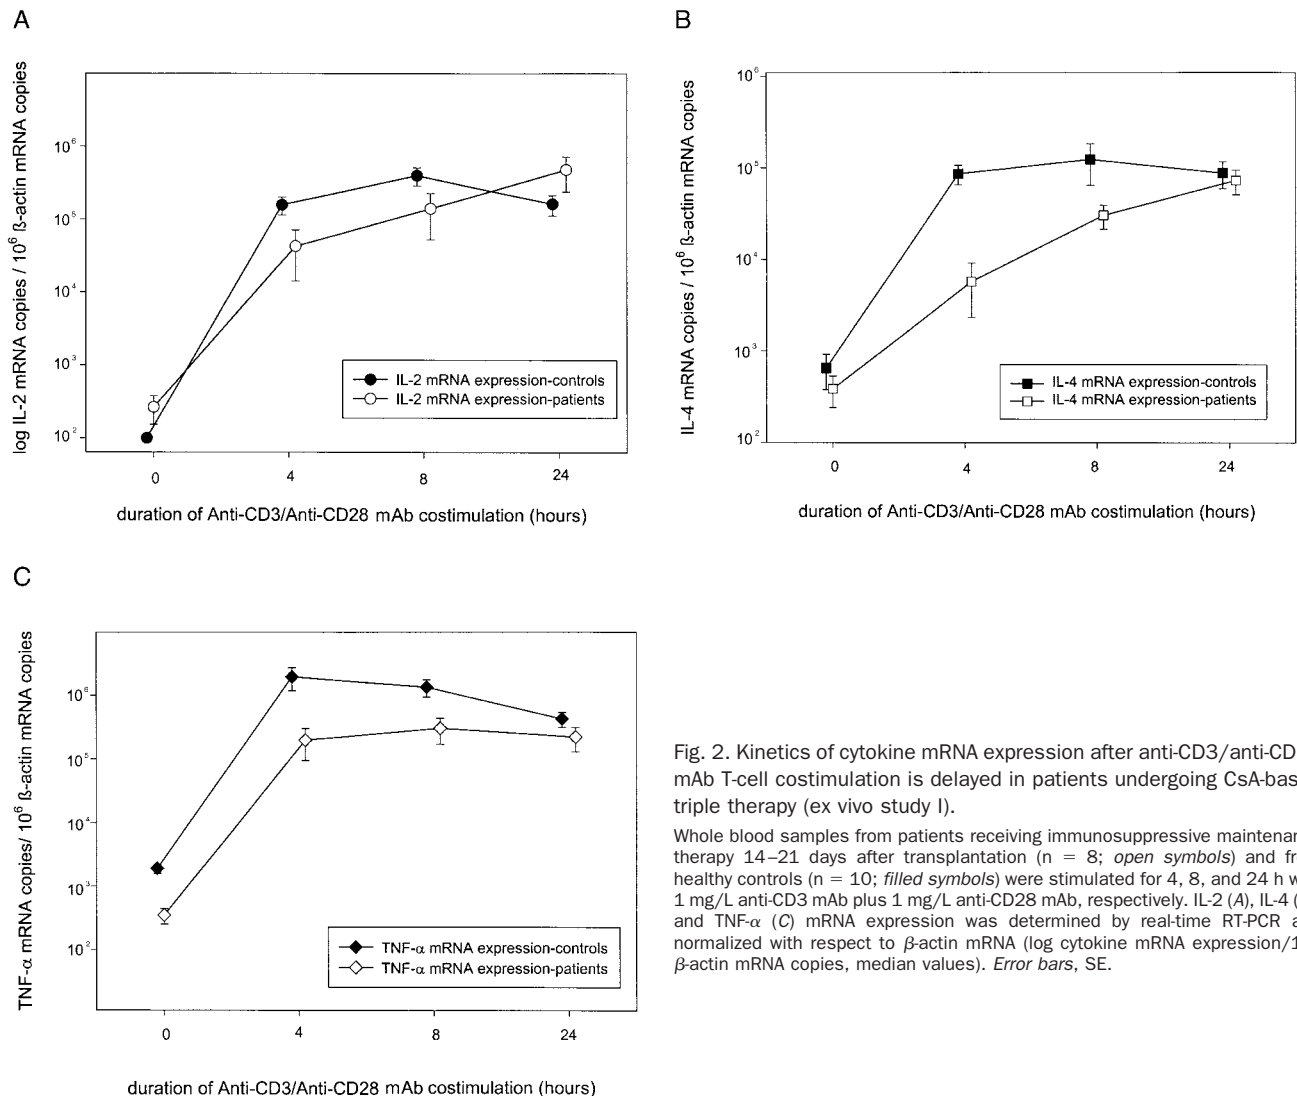 A
log IL-2 mRNA copies / 10⁶ ß-actin mRNA copies
10⁶
10⁵
10⁴
10³
10²
IL-2 mRNA expression-controls
IL-2 mRNA expression-patients
0 4 8 24
duration of Anti-CD3/Anti-CD28 mAb costimulation (hours)
B
IL-4 mRNA copies / 10⁶ ß-actin mRNA copies
10⁶
10⁵
10⁴
10³
10²
IL-4 mRNA expression-controls
IL-4 mRNA expression-patients
0 4 8 24
duration of Anti-CD3/Anti-CD28 mAb costimulation (hours)
C
TNF-α mRNA copies/ 10⁶ ß-actin mRNA copies
10⁶
10⁵
10³
10²
TNF-α mRNA expression-controls
TNF-α mRNA expression-patients
0 4 8 24
duration of Anti-CD3/Anti-CD28 mAb costimulation (hours)
Fig. 2. Kinetics of cytokine mRNA expression after anti-CD3/anti-CD
mAb T-cell costimulation is delayed in patients undergoing CsA-bas
triple therapy (ex vivo study I).
Whole blood samples from patients receiving immunosuppressive maintenan
therapy 14–21 days after transplantation (n = 8; open symbols) and fr
healthy controls (n = 10; filled symbols) were stimulated for 4, 8, and 24 h w
1 mg/L anti-CD3 mAb plus 1 mg/L anti-CD28 mAb, respectively. IL-2 (A), IL-4 (
and TNF-α (C) mRNA expression was determined by real-time RT-PCR a
normalized with respect to β-actin mRNA (log cytokine mRNA expression/1
β-actin mRNA copies, median values). Error bars, SE.